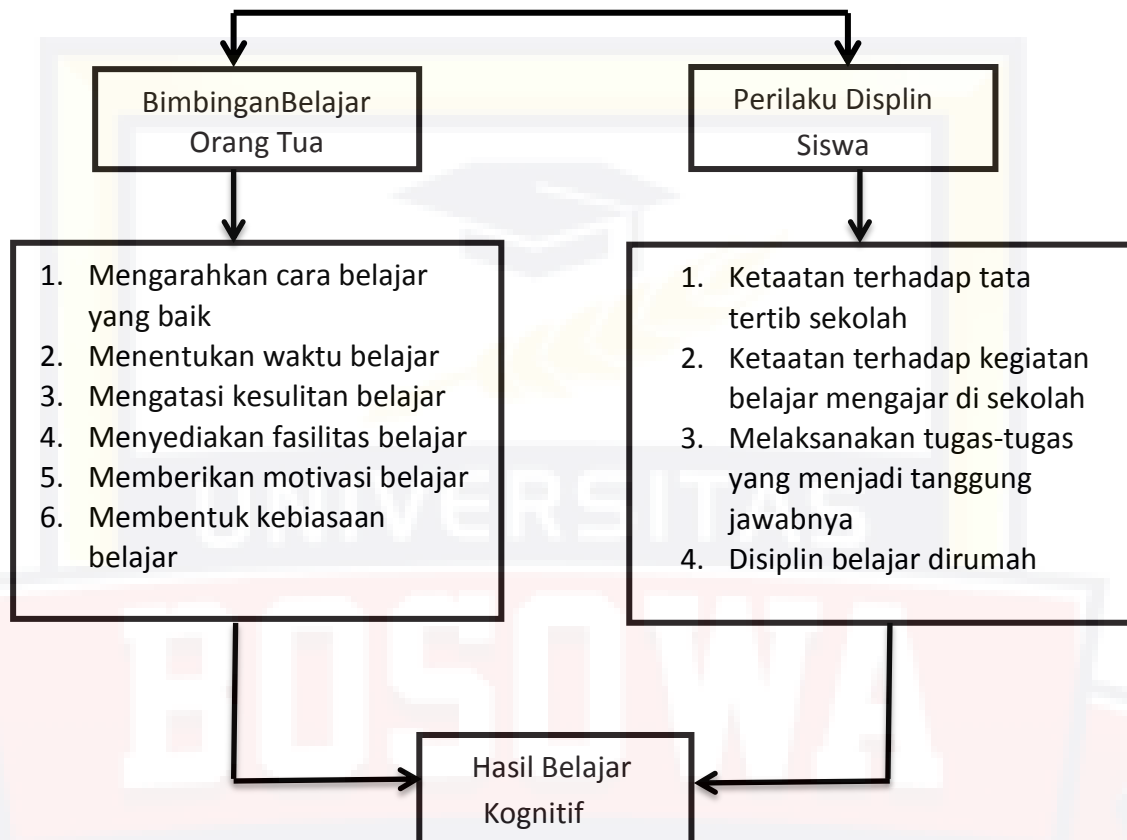 BimbinganBelajar
Orang Tua
Perilaku Displin
Siswa
1. Mengarahkan cara belajar
yang baik
2. Menentukan waktu belajar
3. Mengatasi kesulitan belajar
4. Menyediakan fasilitas belajar
5. Memberikan motivasi belajar
6. Membentuk kebiasaan
belajar
1. Ketaatan terhadap tata
tertib sekolah
2. Ketaatan terhadap kegiatan
belajar mengajar di sekolah
3. Melaksanakan tugas-tugas
yang menjadi tanggung
jawabnya
4. Disiplin belajar dirumah
UNIVERSITAS
BOSOWA
Hasil Belajar
Kognitif